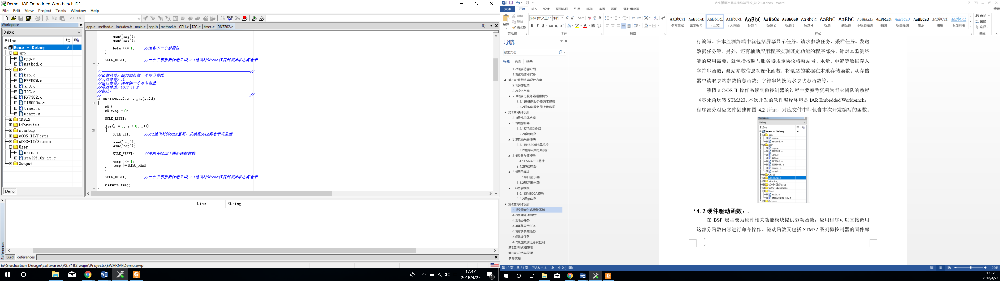 Demo - IAR Embedded Workbench IDE
File Edit View Project Tools Window Help
Workspace
Debug
Files
Demo - Debug
app
app.c
method.c
BSP
bsp.c
EEPROM.c
GPU.c
I2C.c
RN7302.c
SIM800A.c
timer.c
usart.c
CMSIS
Libraries
startup
uCOS-II/Ports
uCOS-II/Source
User
main.c
stm32f10x_it.c
Output
Demo
app.c | method.c | includes.h | main.c | app.h | method.h | GPU.c | I2C.c | timer.c | RN7302.c
f()
asm("nop");
asm("nop");
byte <<= 1; //准备下一个数据位
}
SCLK_RESET; //一个字节数据传送完毕,SPI通讯时钟SCLK恢复到初始状态高电平
}
//函数功能：RN7302接收一个字节数据
//入口参数：无
//出口参数：接收的一个字节数据
//最后修改：2017.11.2
//备注：
u8 RN7302ReceiveOneByte(void)
{
u8 i;
u8 temp = 0;
SCLK_RESET;
for(i = 0; i < 8; i++)
{
SCLK_SET; //SPI通讯时钟SCLK置高，从机在SCLK高电平写数据
asm("nop");
asm("nop");
SCLK_RESET; //主机在SCLK下降沿读取数据
temp <<= 1;
temp |= MISO_READ;
}
SCLK_RESET; //一个字节数据传送完毕,SPI通讯时钟SCLK恢复到初始状态高电平
return temp;
}
Line String
References
Build References
E:\Graduation Design\softwares\V2.7182 wujin\Projects\EWARM\Demo.ewp
中 17:47
2018/4/27
农业灌溉水量监测终端开发_论文1.0.docx - Word
文件 开始 插入 设计 页面布局 引用 邮件 审阅 视图 福昕阅读器
登录
粘贴 剪切
复制
格式刷
宋体 (中文正文 小四
剪贴板 字体 段落 样式 编辑
参考文献 图表编号 正文 无间隔 标题 1 标题 2 标题 3 标题 4 标题 副标题 不明显强调 强调 明显强调 要点 引用 明显引用
查找
替换
选择
导航
搜索文档
标题 页面 结果
1.2终端功能介绍
1.3论文结构安排
第2章 监测终端设计方案
2.1系统框图
2.2总体方案
2.3终端与服务器通讯协议
2.3.1设备向服务器请求参数
2.3.2设备向服务器上传数据
第3章 硬件设计
3.1硬件总体方案
3.2微控制器
3.2.1STM32介绍
3.2.2系统电路
3.3电流采集模块
3.3.1RN7306计量芯片
3.3.2电流采集电路设计
3.4数据存储模块
3.4.1FM24C32芯片
3.4.2存储电路
3.5显示模块
3.5.1串口显示器
3.5.2显示器电路
3.6通信模块
3.6.1SIM800A模块
3.6.2通信电路
第4章 软件设计
4.1移植嵌入式操作系统
4.2硬件驱动函数：
4.3开始任务
4.4屏幕显示任务
4.5请求参数任务
4.6采样任务
4.7发送数据任务及控制
第5章 调试和使用
第6章 总结与展望
参考文献
行编写。在本监测终端中就包括屏幕显示任务、请求参数任务、采样任务、发送
数据任务等。另外，还有辅助应用程序实现既定功能的程序部分。针对本监测终
端的应用需要，就包括按照与服务器规定协议将泵站号、水量、电流等数据存入
字符串函数；泵站参数信息初始化函数；将泵站的数据在本地存储函数；从存储
器中读取泵站参数信息函数；字符串转换为水泵状态函数等。
移植 μC/OS-II 操作系统到微控制器的过程主要参考资料为野火团队的教程
《零死角玩转 STM32》。本次开发的软件编译环境是 IAR Embedded Workbench，
程序部分对应文件创建如图 4.2 所示，对应文件中即包含本次开发编写的函数。
Workspace
Debug
Files
Demo - Debug
app
app.c
method.c
BSP
bsp.c
EEPROM.c
GPU.c
I2C.c
RN7302.c
SIM800A.c
timer.c
usart.c
CMSIS
Libraries
startup
uCOS-II/Ports
uCOS-II/Source
User
main.c
stm32f10x_it.c
Output
4.2 硬件驱动函数：
在 BSP 层主要为硬件相关功能模块提供驱动函数，应用程序可以直接调用
这部分函数内容进行命令操作。驱动函数又包括 STM32 系列微控制器的固件库
第 19 页，共 21 页 7338 个字 中文(中国) 120%
17:47
2018/4/27